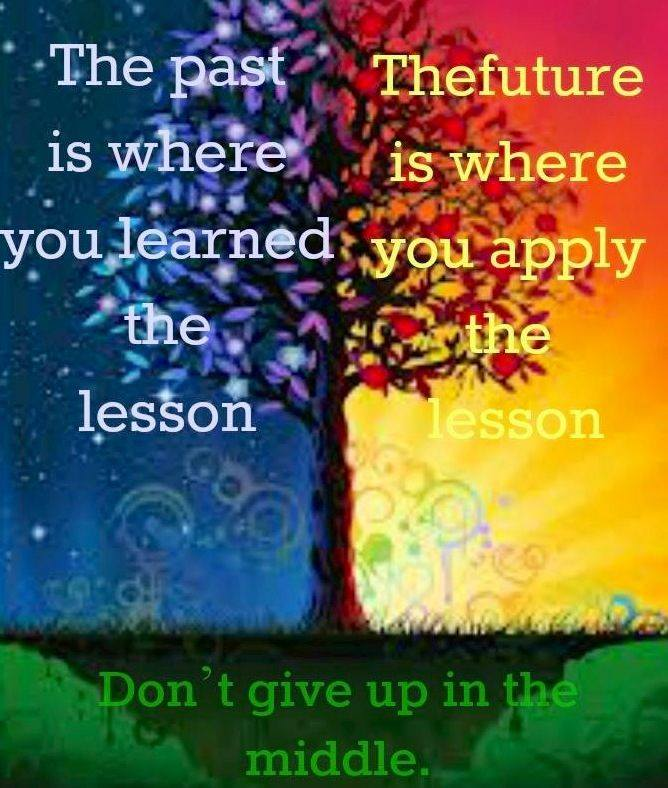 The past
is where
you learned
the
lesson
Thefuture
is where
you apply
the
lesson
Don't give up in the
middle.